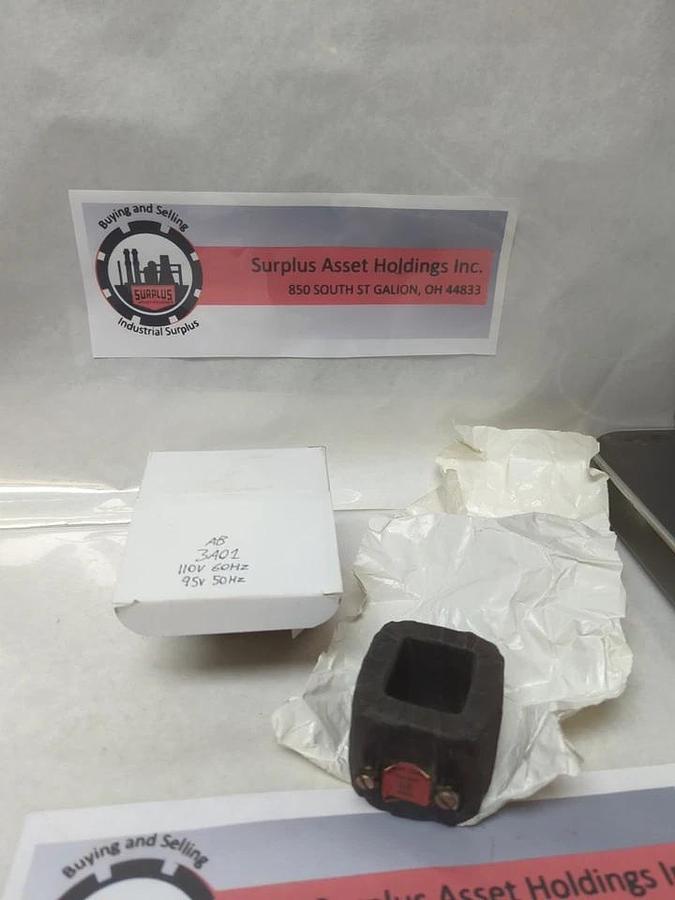 Buying and Selling
SURPLUS
Industrial Surplus
Surplus Asset Holdings Inc.
850 SOUTH ST GALION, OH 44833
AB
3A01
110V 60HZ
95V 50HZ
Buying and Selling
Surplus Asset Holdings In